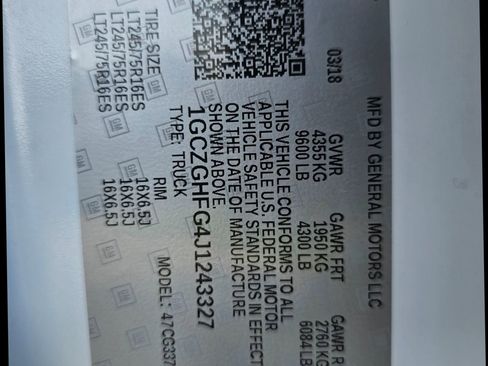 MFD BY GENERAL MOTORS LLC
03/18 GVWR GAWR FRT GAWR R
4355 KG 1950 KG 2760 KG
9600 LB 4300 LB 6084 LB
THIS VEHICLE CONFORMS TO ALL
APPLICABLE U.S. FEDERAL MOTOR
VEHICLE SAFETY STANDARDS IN EFFECT
ON THE DATE OF MANUFACTURE
SHOWN ABOVE.
1GCZGHFG4J1243327
TYPE: TRUCK MODEL: 47CG337
TIRE SIZE RIM
LT245/75R16ES 16X6.5J
LT245/75R16ES 16X6.5J
LT245/75R16ES 16X6.5J